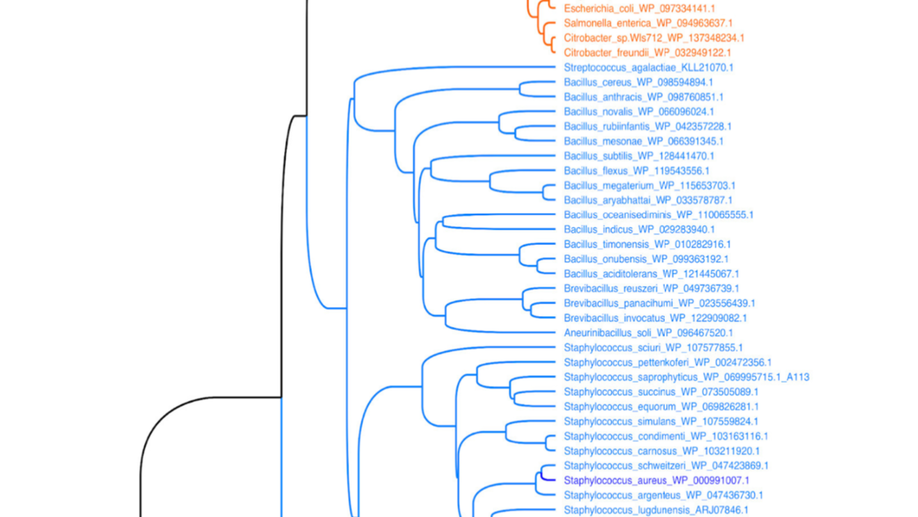 Escherichia_coli_WP_097334141.1
Salmonella_enterica_WP_094963637.1
Citrobacter_sp.Wls712_WP_137348234.1
Citrobacter_freundii_WP_032949122.1
Streptococcus_agalactiae_KLL21070.1
Bacillus_cereus_WP_098594894.1
Bacillus_anthracis_WP_098760851.1
Bacillus_novalis_WP_066096024.1
Bacillus_rubiinfantis_WP_042357228.1
Bacillus_mesonae_WP_066391345.1
Bacillus_subtilis_WP_128441470.1
Bacillus_flexus_WP_119543556.1
Bacillus_megaterium_WP_115653703.1
Bacillus_aryabhattai_WP_033578787.1
Bacillus_oceanisediminis_WP_110065555.1
Bacillus_indicus_WP_029283940.1
Bacillus_timonensis_WP_010282916.1
Bacillus_onubensis_WP_099363192.1
Bacillus_aciditolerans_WP_121445067.1
Brevibacillus_reuszeri_WP_049736739.1
Brevibacillus_panacihumi_WP_023556439.1
Brevibacillus_invocatus_WP_122909082.1
Aneurinibacillus_soli_WP_096467520.1
Staphylococcus_sciuri_WP_107577855.1
Staphylococcus_pettenkoferi_WP_002472356.1
Staphylococcus_saprophyticus_WP_069995715.1_A113
Staphylococcus_succinus_WP_073505089.1
Staphylococcus_equorum_WP_069826281.1
Staphylococcus_simulans_WP_107559824.1
Staphylococcus_condimenti_WP_103163116.1
Staphylococcus_carnosus_WP_103211920.1
Staphylococcus_schweitzeri_WP_047423869.1
Staphylococcus_aureus_WP_000991007.1
Staphylococcus_argenteus_WP_047436730.1
Staphylococcus_lugdunensis_ARJ07846.1